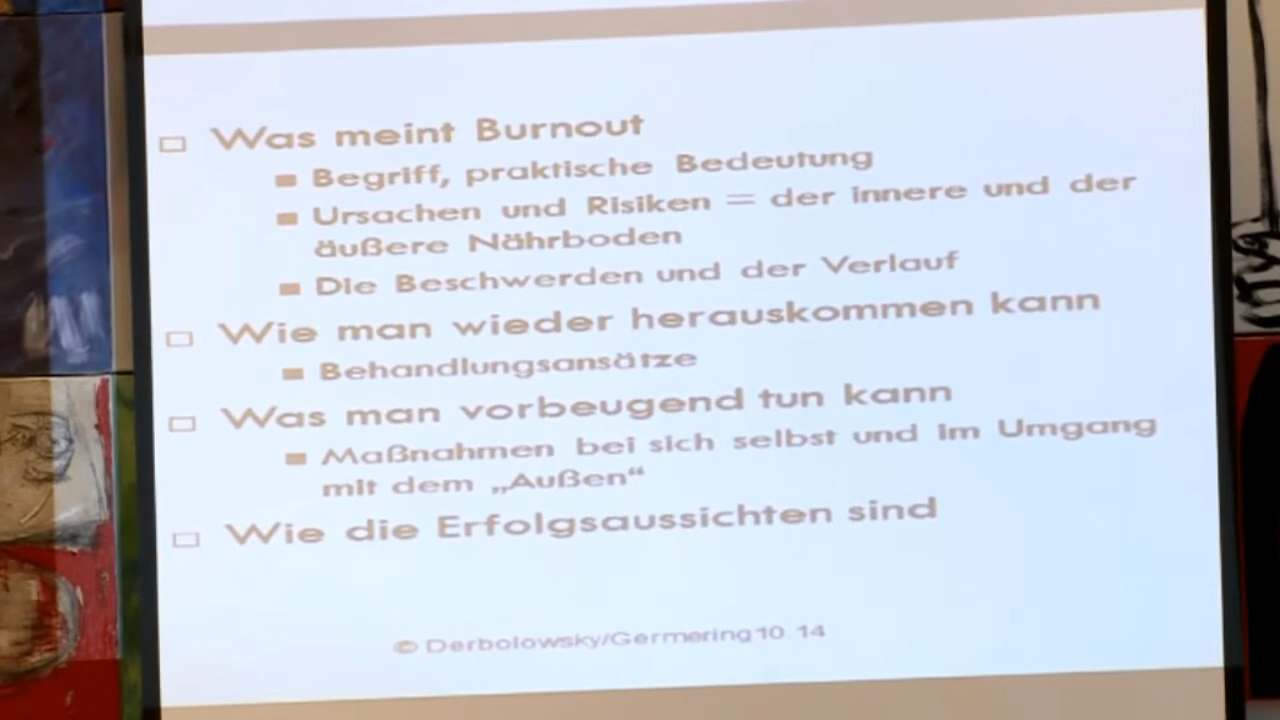 Was meint Burnout
Begriff, praktische Bedeutung
Ursachen und Risiken = der innere und der
äußere Nährboden
Die Beschwerden und der Verlauf
Wie man wieder herauskommen kann
Behandlungsansätze
Was man vorbeugend tun kann
Maßnahmen bei sich selbst und im Umgang
mit dem „Außen“
Wie die Erfolgsaussichten sind
© Derbolowsky/Germering10.14